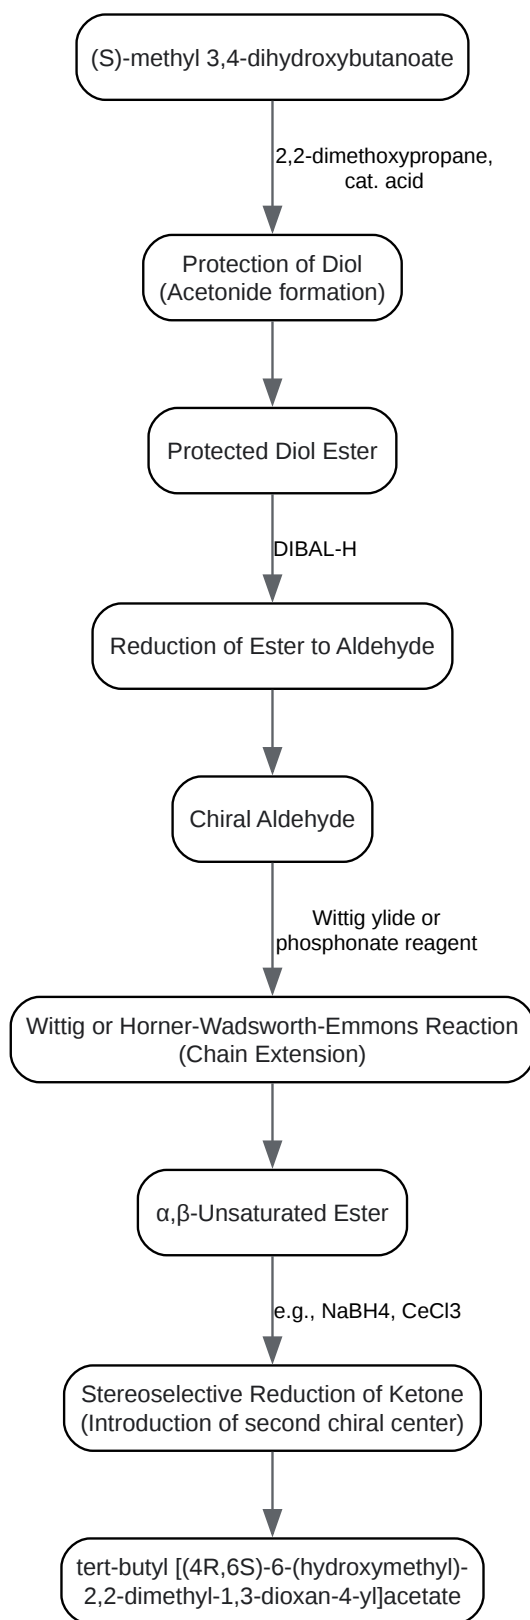 (S)-methyl 3,4-dihydroxybutanoate
2,2-dimethoxypropane,
cat. acid
Protection of Diol
(Acetonide formation)
Protected Diol Ester
DIBAL-H
Reduction of Ester to Aldehyde
Chiral Aldehyde
Wittig ylide or
phosphonate reagent
Wittig or Horner-Wadsworth-Emmons Reaction
(Chain Extension)
α,β-Unsaturated Ester
e.g., NaBH4, CeCl3
Stereoselective Reduction of Ketone
(Introduction of second chiral center)
tert-butyl [(4R,6S)-6-(hydroxymethyl)-
2,2-dimethyl-1,3-dioxan-4-yl]acetate